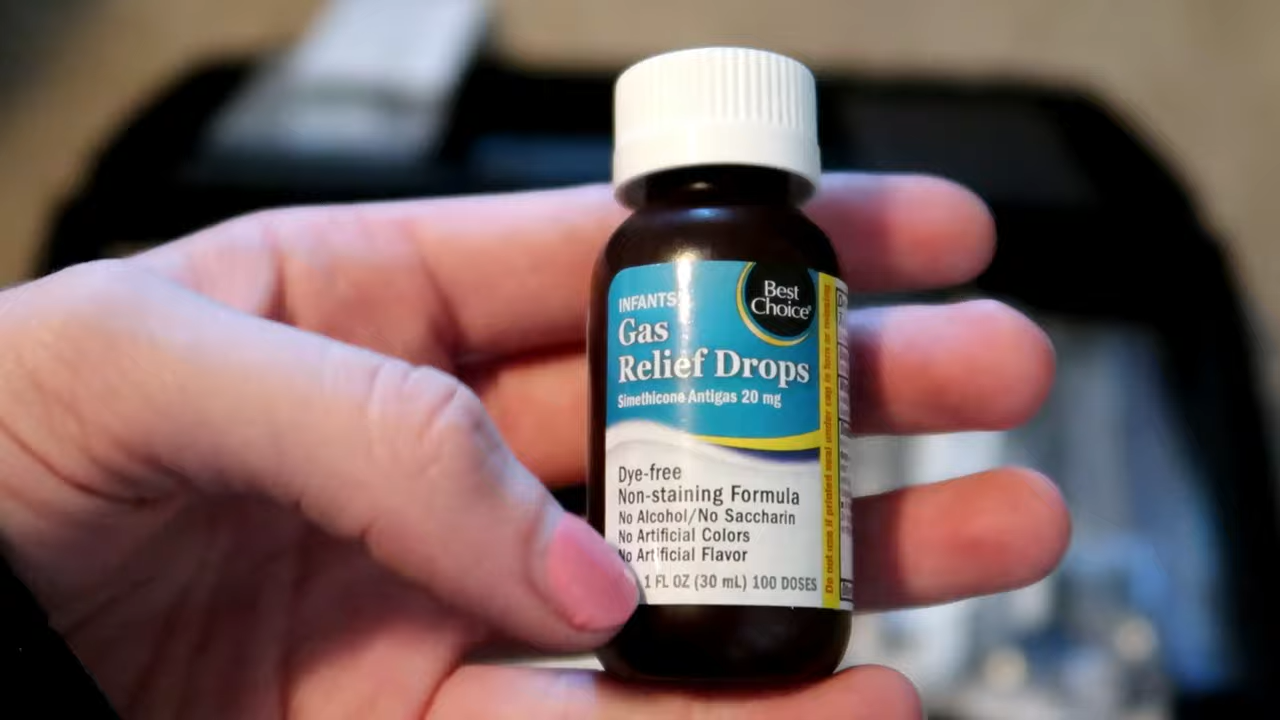 INFANTS'
Gas
Relief Drops
Simethicone Antigas 20 mg
Best
Choice®
Dye-free
Non-staining Formula
No Alcohol/No Saccharin
No Artificial Colors
No Artificial Flavor
1 FL OZ (30 mL) 100 DOSES
Do not use if printed seal under cap is torn or missing